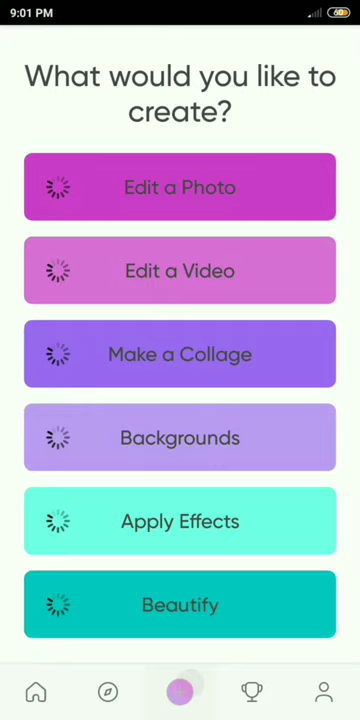 9:01 PM
60
What would you like to
create?
Edit a Photo
Edit a Video
Make a Collage
Backgrounds
Apply Effects
Beautify